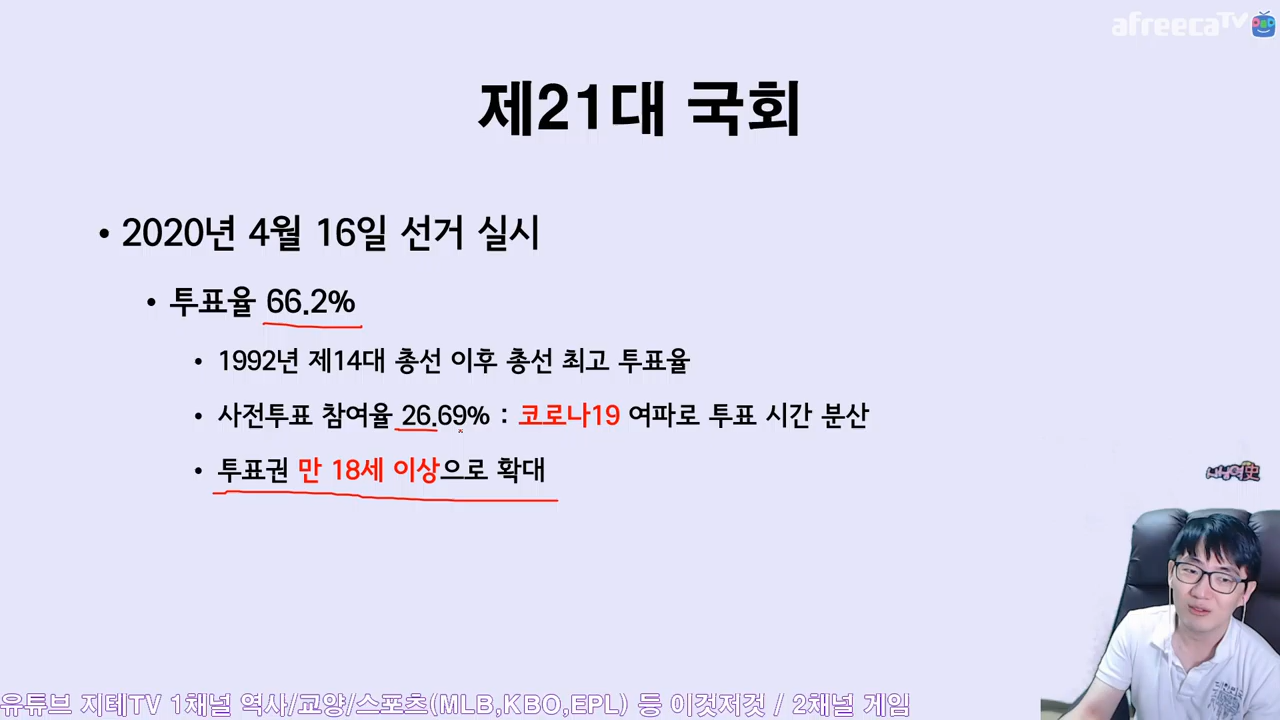 afreecaTV
제21대 국회
• 2020년 4월 16일 선거 실시
• 투표율 66.2%
• 1992년 제14대 총선 이후 총선 최고 투표율
• 사전투표 참여율 26.69% : 코로나19 여파로 투표 시간 분산
• 투표권 만 18세 이상으로 확대
유튜브 지테TV 1채널 역사/교양/스포츠(MLB,KBO,EPL) 등 이것저것 / 2채널 게임